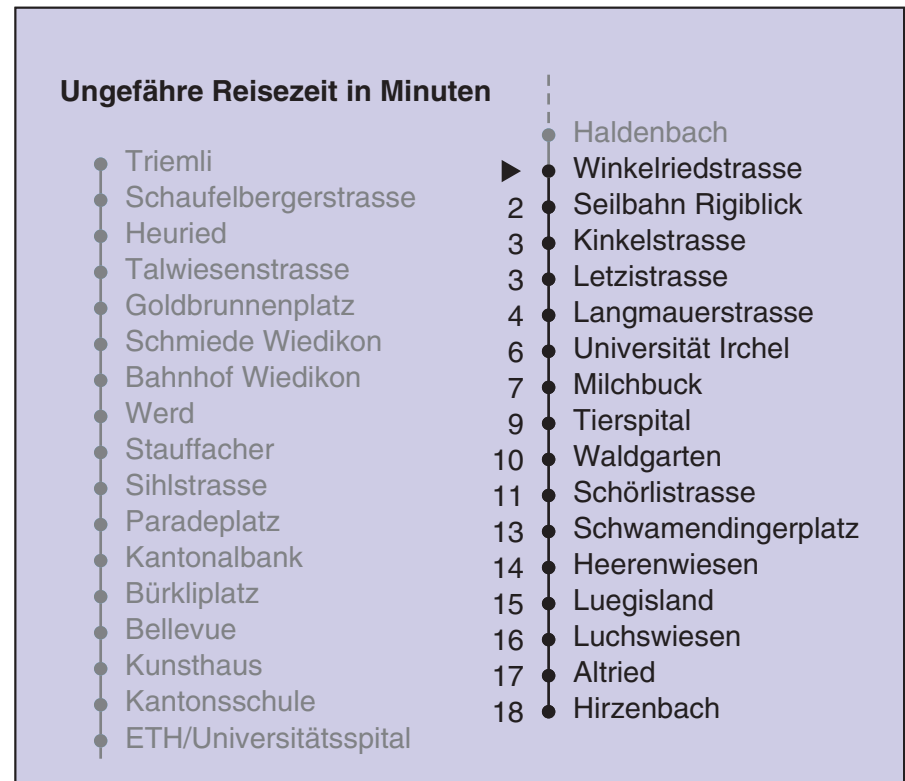 Ungefähre Reisezeit in Minuten
Triemli
Schaufelbergerstrasse
Heuried
Talwiesenstrasse
Goldbrunnenplatz
Schmiede Wiedikon
Bahnhof Wiedikon
Werd
Stauffacher
Sihlstrasse
Paradeplatz
Kantonalbank
Bürkliplatz
Bellevue
Kunsthaus
Kantonsschule
ETH/Universitätsspital
Haldenbach
Winkelriedstrasse
2 Seilbahn Rigiblick
3 Kinkelstrasse
3 Letzistrasse
4 Langmauerstrasse
6 Universität Irchel
7 Milchbuck
9 Tierspital
10 Waldgarten
11 Schörlistrasse
13 Schwamendingerplatz
14 Heerenwiesen
15 Luegisland
16 Luchswiesen
17 Altried
18 Hirzenbach